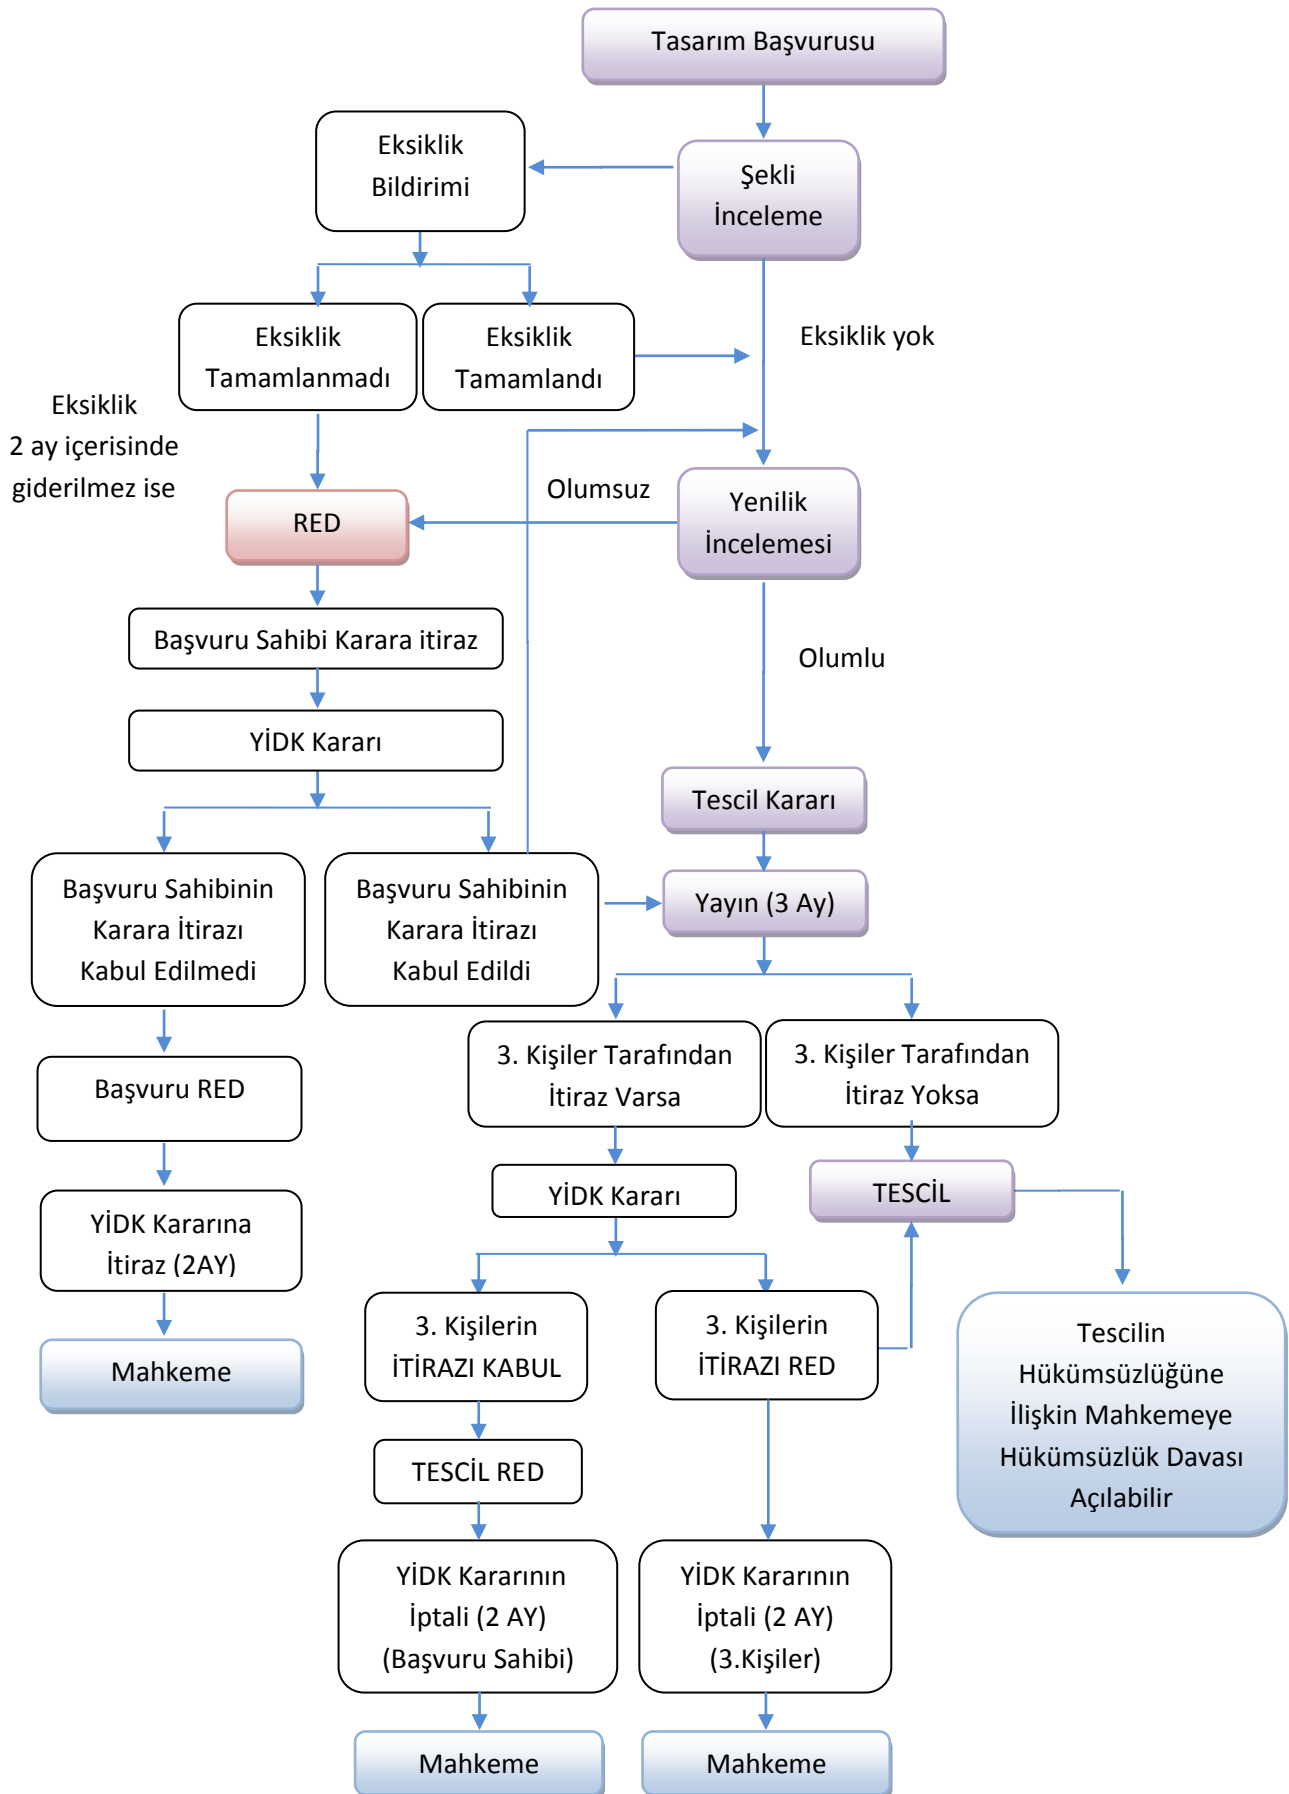 Tasarım Başvurusu
Eksiklik
Bildirimi
Şekli
İnceleme
Eksiklik
Tamamlanmadı
Eksiklik
Tamamlandı
Eksiklik yok
Eksiklik
2 ay içerisinde
giderilmez ise
RED
Olumsuz
Yenilik
İncelemesi
Başvuru Sahibi Karara itiraz
Olumlu
YİDK Kararı
Tescil Kararı
Başvuru Sahibinin
Karara İtirazı
Kabul Edilmedi
Başvuru Sahibinin
Karara İtirazı
Kabul Edildi
Yayın (3 Ay)
Başvuru RED
3. Kişiler Tarafından
İtiraz Varsa
3. Kişiler Tarafından
İtiraz Yoksa
YİDK Kararı
TESCİL
YİDK Kararına
İtiraz (2AY)
Mahkeme
3. Kişilerin
İTİRAZI KABUL
3. Kişilerin
İTİRAZI RED
Tescilin
Hükümsüzlüğüne
İlişkin Mahkemeye
Hükümsüzlük Davası
Açılabilir
TESCİL RED
YİDK Kararının
İptali (2 AY)
(Başvuru Sahibi)
YİDK Kararının
İptali (2 AY)
(3.Kişiler)
Mahkeme
Mahkeme